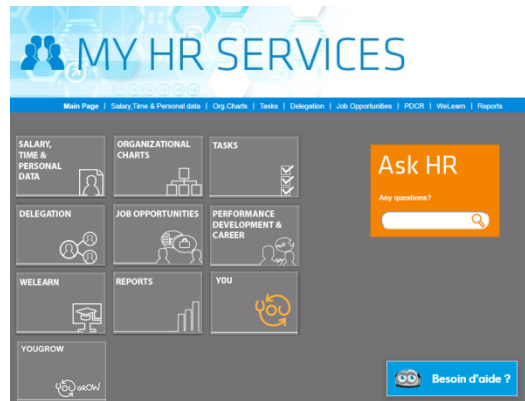 MY HR SERVICES
Main Page | Salary,Time & Personal data | Org.Charts | Tasks | Delegation | Job Opportunities | PDCR | WeLearn | Reports
SALARY,
TIME &
PERSONAL
DATA
ORGANIZATIONAL
CHARTS
TASKS
Ask HR
Any questions?
DELEGATION
JOB OPPORTUNITIES
PERFORMANCE
DEVELOPMENT &
CAREER
WELEARN
REPORTS
YOU
YOU
YOUGROW
YOU GROW
Besoin d'aide ?